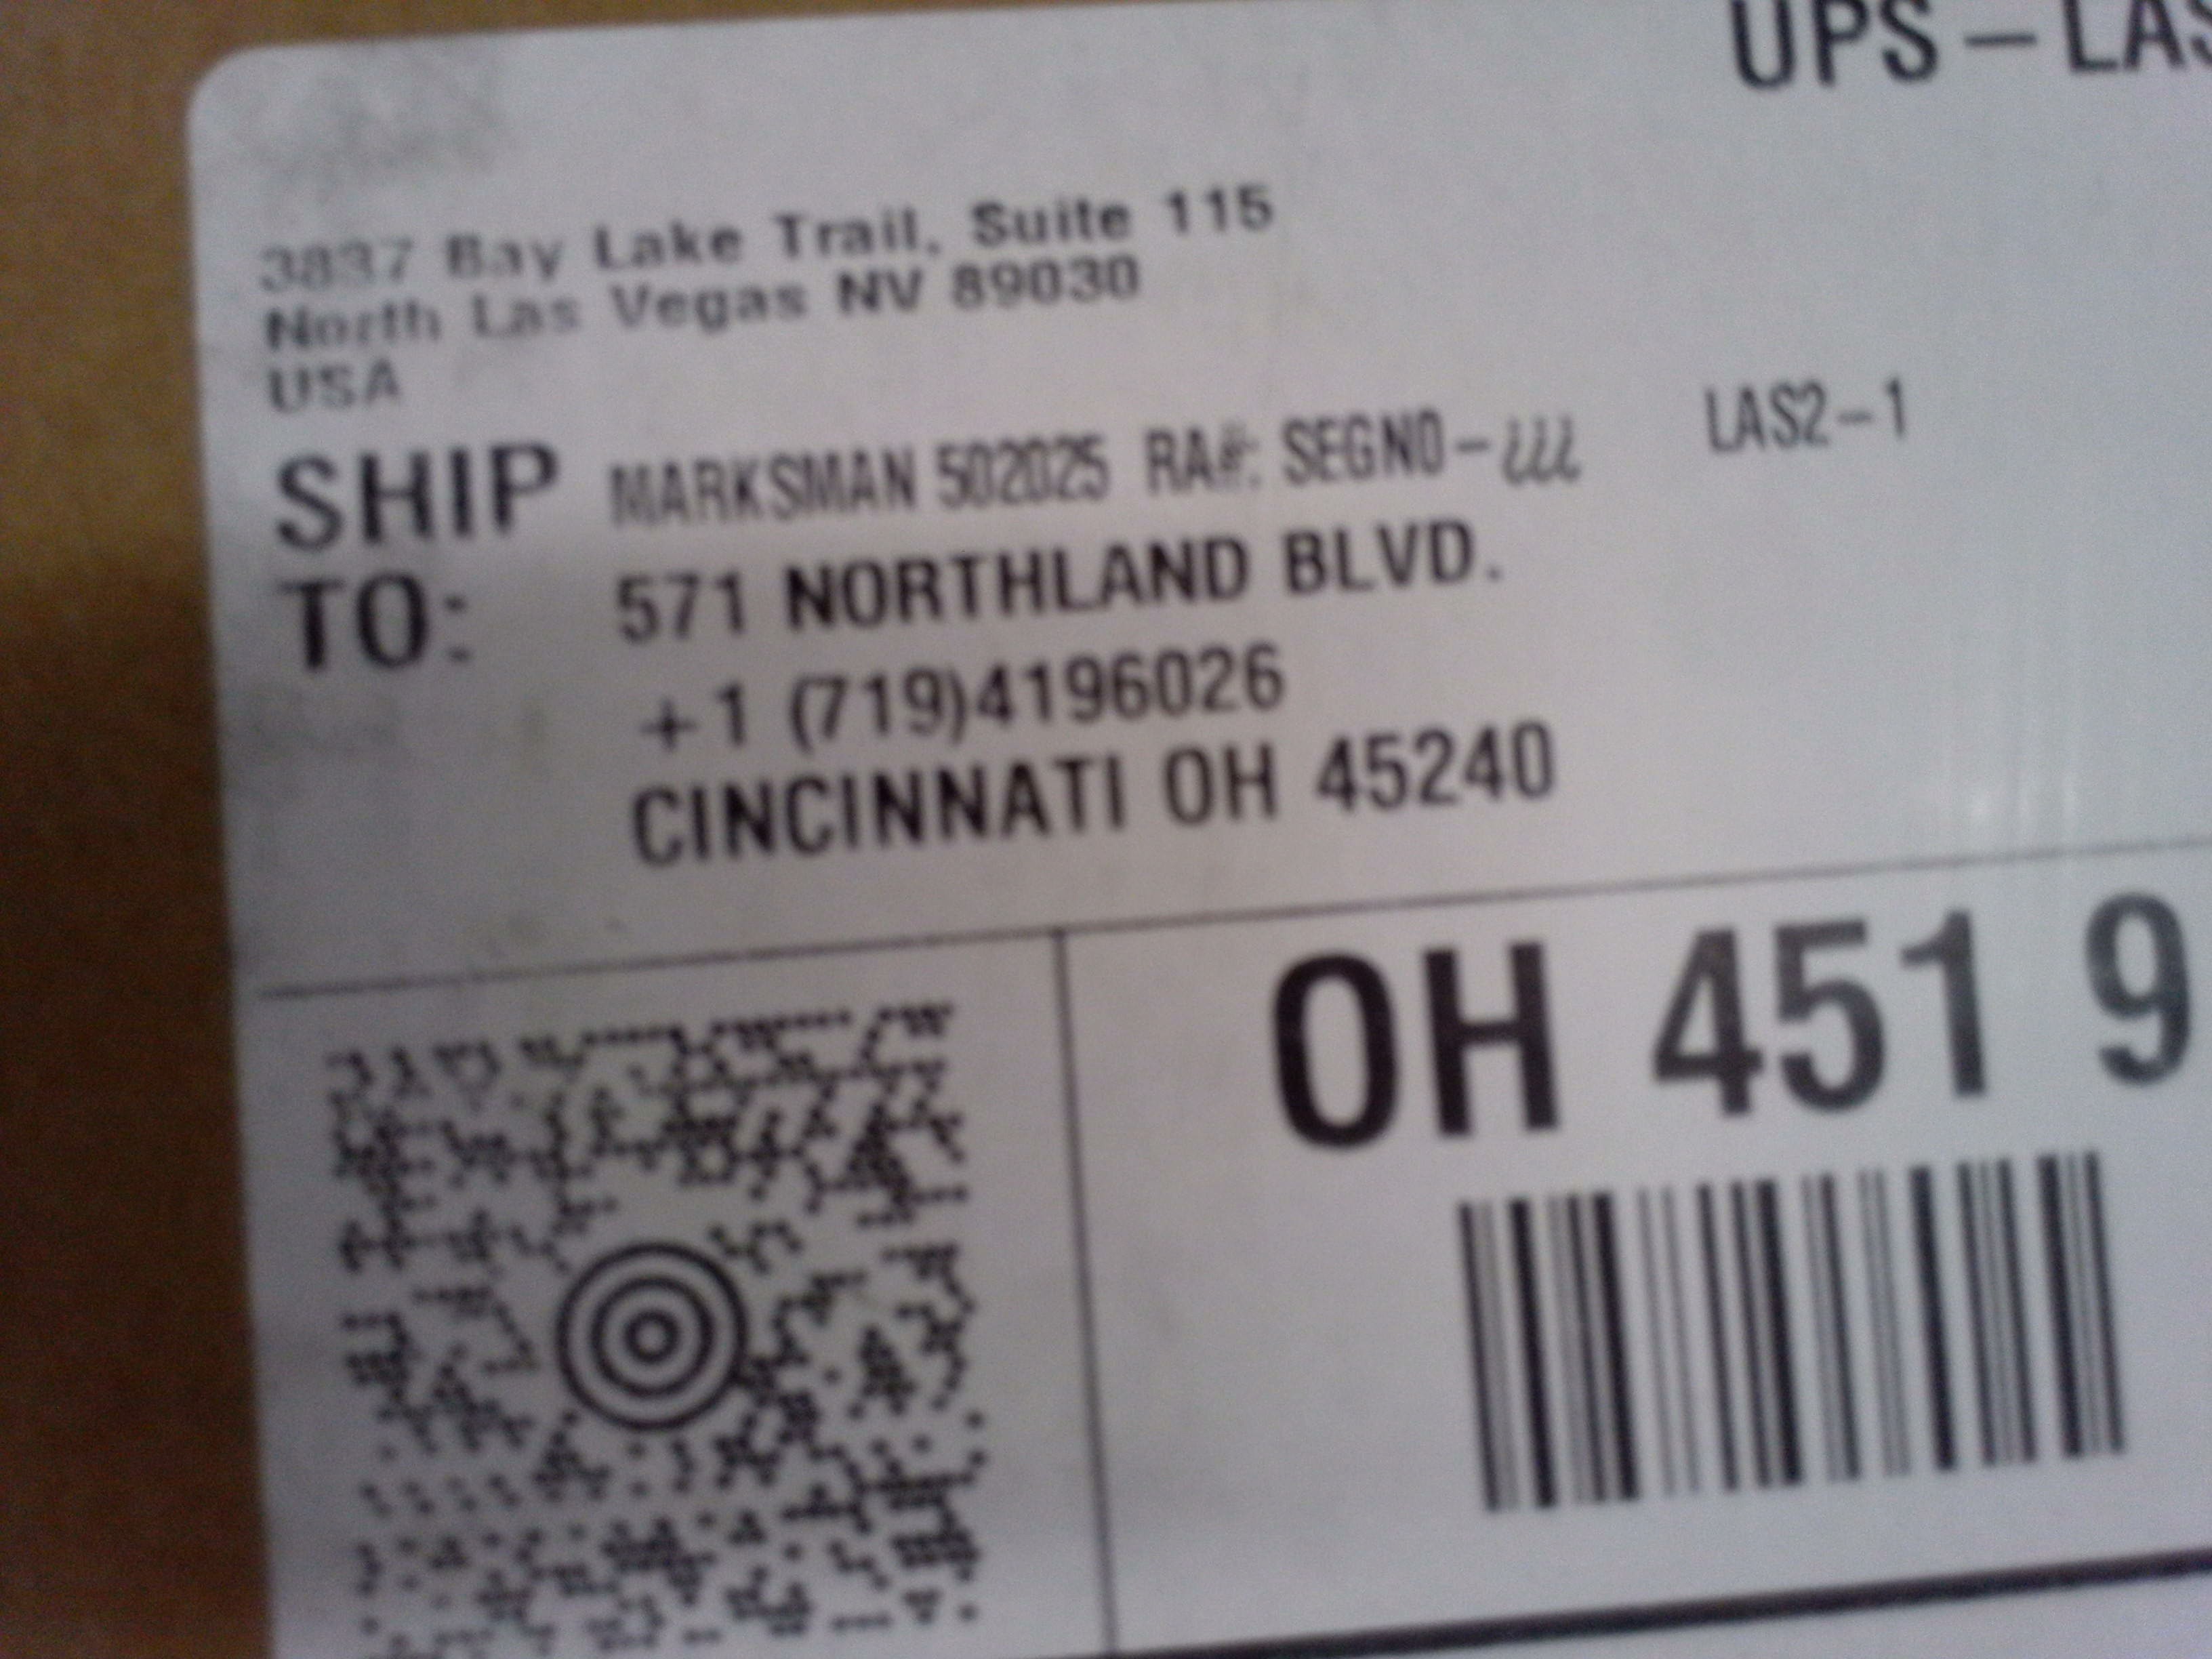 UPS – LAS
3837 Bay Lake Trail, Suite 115
North Las Vegas NV 89030
USA
SHIP TO: MARKSMAN 502025 RA#: SEGNO-¿¿¿ LAS2-1
571 NORTHLAND BLVD.
+1 (719)4196026
CINCINNATI OH 45240
OH 451 9